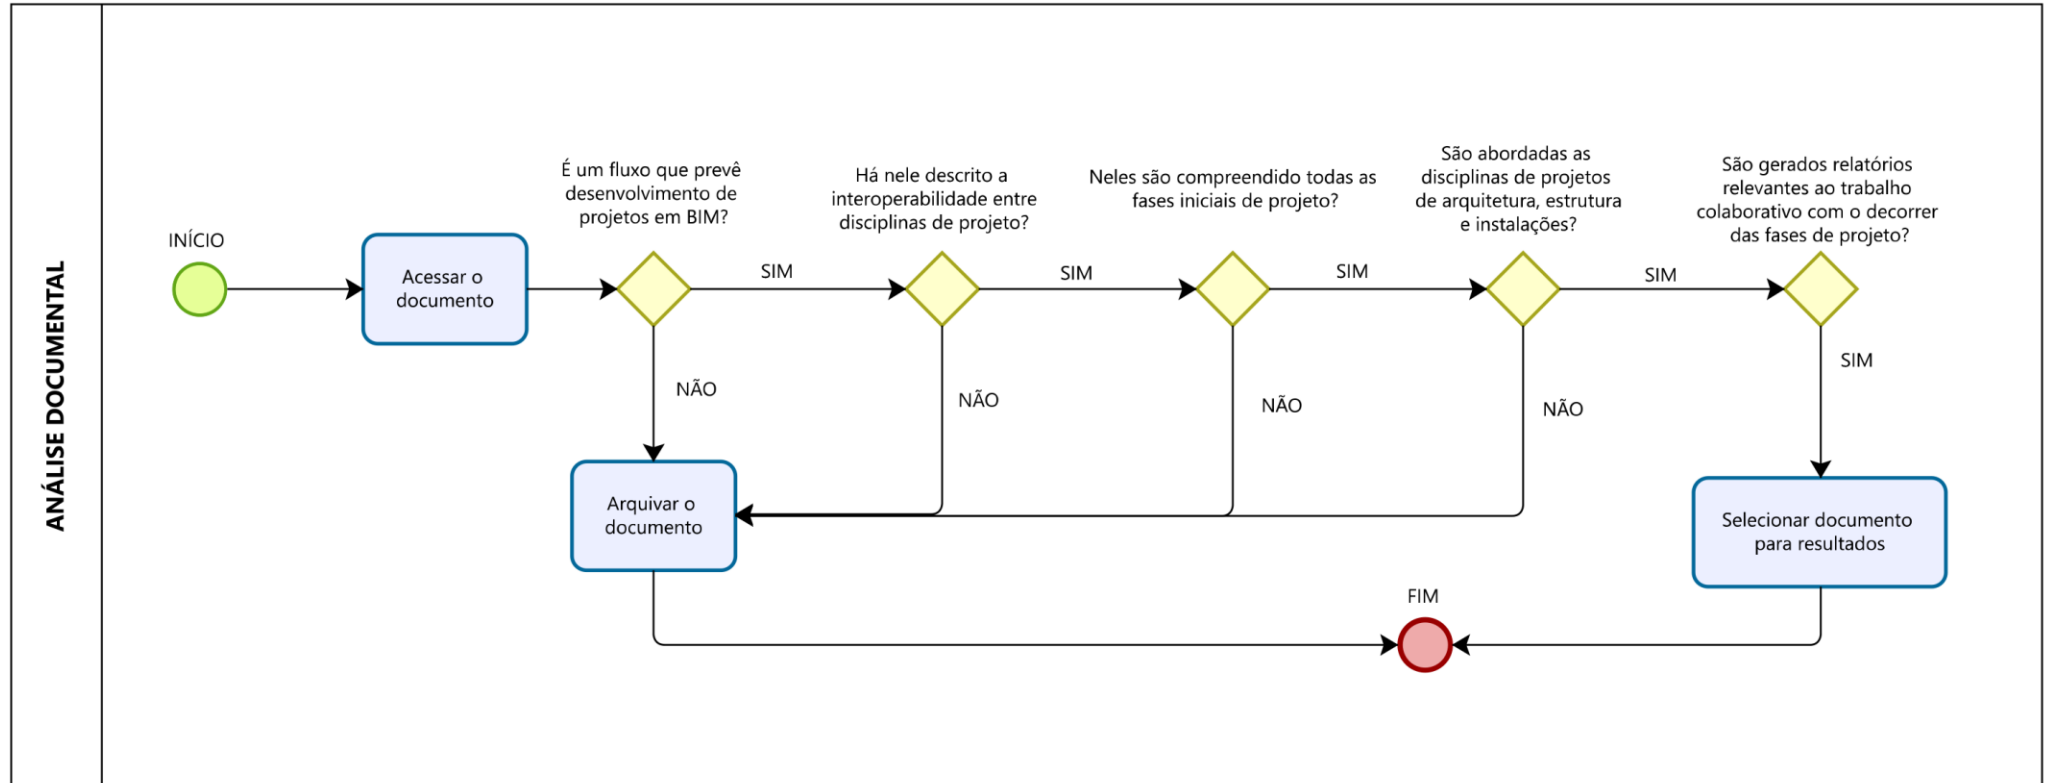 ANÁLISE DOCUMENTAL
INÍCIO
Acessar o
documento
É um fluxo que prevê
desenvolvimento de
projetos em BIM?
SIM
NÃO
Há nele descrito a
interoperabilidade entre
disciplinas de projeto?
SIM
NÃO
Neles são compreendido todas as
fases iniciais de projeto?
SIM
NÃO
São abordadas as
disciplinas de projetos
de arquitetura, estrutura
e instalações?
SIM
NÃO
São gerados relatórios
relevantes ao trabalho
colaborativo com o decorrer
das fases de projeto?
SIM
Arquivar o
documento
Selecionar documento
para resultados
FIM